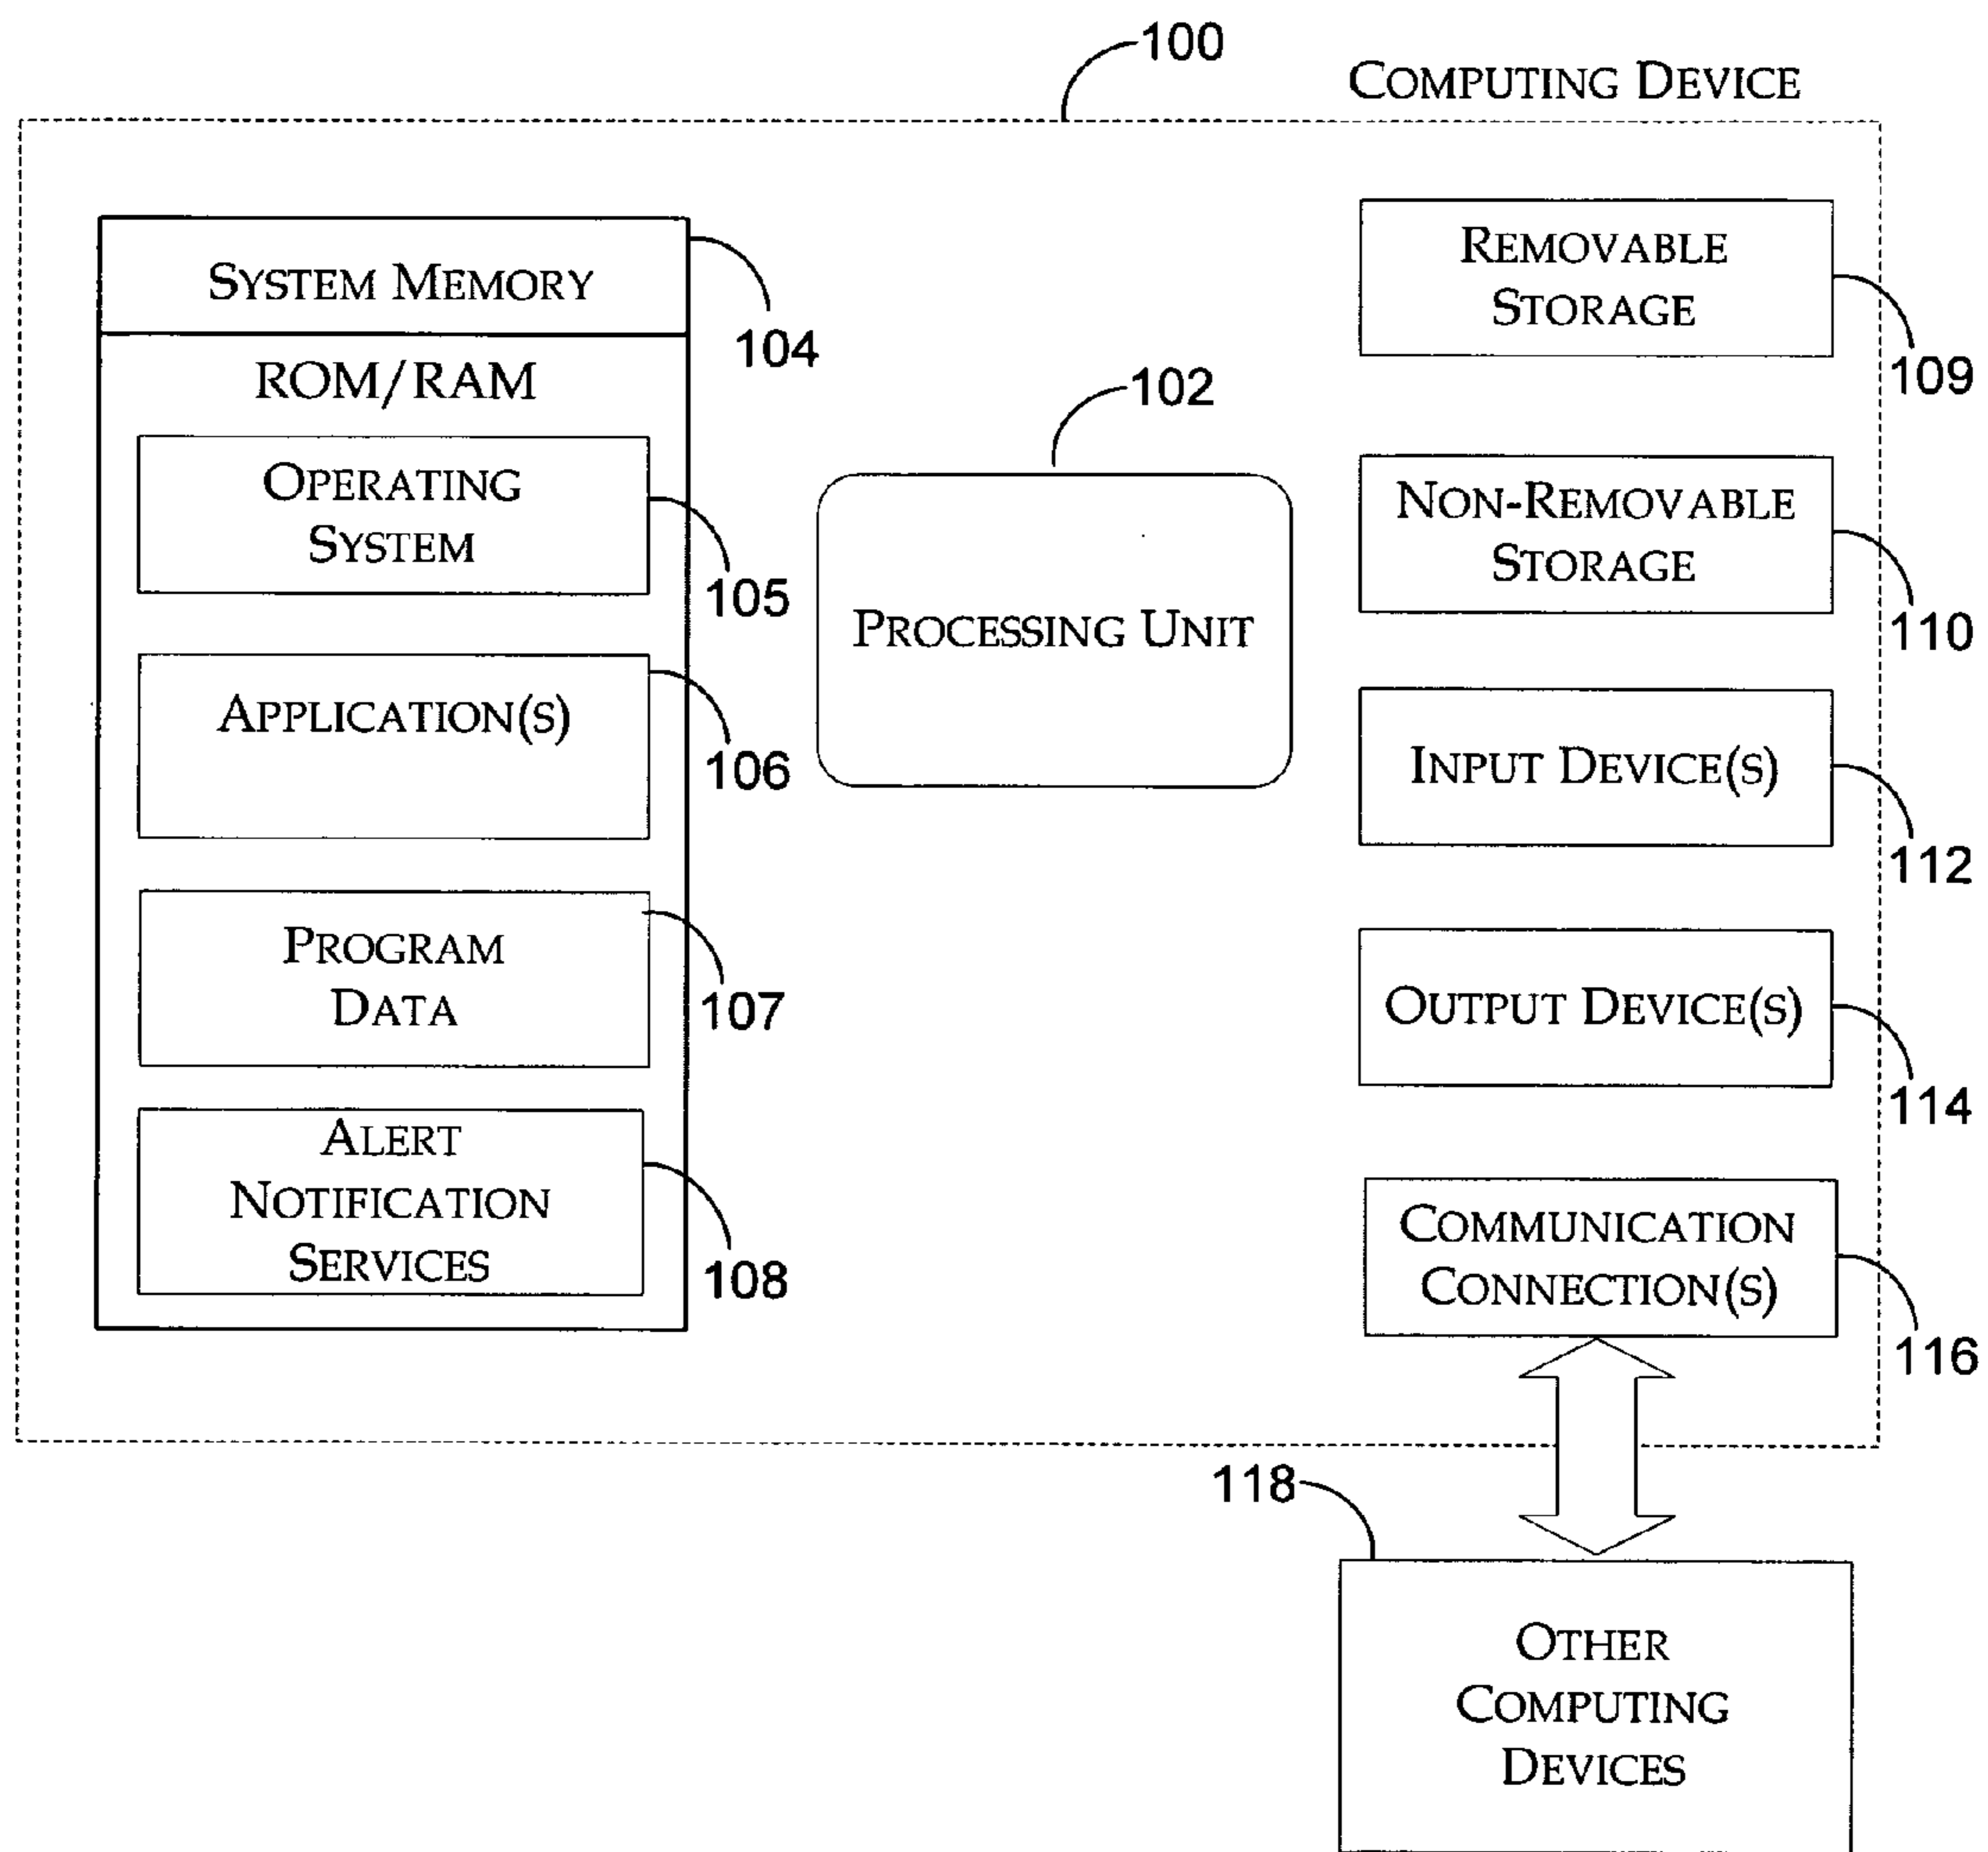 100
COMPUTING DEVICE
SYSTEM MEMORY
104
ROM/RAM
OPERATING
SYSTEM
105
APPLICATION(S)
106
PROGRAM
DATA
107
ALERT
NOTIFICATION
SERVICES
108
102
PROCESSING UNIT
REMOVABLE
STORAGE
109
NON-REMOVABLE
STORAGE
110
INPUT DEVICE(S)
112
OUTPUT DEVICE(S)
114
COMMUNICATION
CONNECTION(S)
116
118
OTHER
COMPUTING
DEVICES